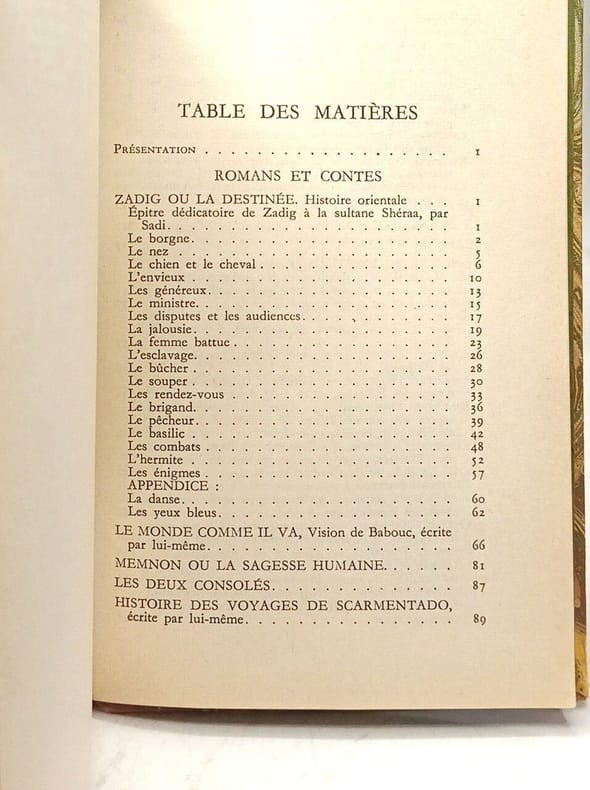 TABLE DES MATIÈRES
PRÉSENTATION . . . . . . . . . . . . . . . . . . . 1
ROMANS ET CONTES
ZADIG OU LA DESTINÉE. Histoire orientale . . . 1
Épitre dédicatoire de Zadig à la sultane Shéraa, par
Sadi. . . . . . . . . . . . . . . . . . . . . . 1
Le borgne. . . . . . . . . . . . . . . . . . . . 2
Le nez . . . . . . . . . . . . . . . . . . . . . 5
Le chien et le cheval . . . . . . . . . . . . . . 6
L'envieux . . . . . . . . . . . . . . . . . . . . 10
Les généreux. . . . . . . . . . . . . . . . . . . 13
Le ministre. . . . . . . . . . . . . . . . . . . . 15
Les disputes et les audiences. . . . . . . . . . . 17
La jalousie. . . . . . . . . . . . . . . . . . . . 19
La femme battue . . . . . . . . . . . . . . . . . 23
L'esclavage. . . . . . . . . . . . . . . . . . . . 26
Le bûcher . . . . . . . . . . . . . . . . . . . . 28
Le souper . . . . . . . . . . . . . . . . . . . . 30
Les rendez-vous . . . . . . . . . . . . . . . . . 33
Le brigand. . . . . . . . . . . . . . . . . . . . 36
Le pêcheur. . . . . . . . . . . . . . . . . . . . 39
Le basilic . . . . . . . . . . . . . . . . . . . . 42
Les combats . . . . . . . . . . . . . . . . . . . 48
L'hermite . . . . . . . . . . . . . . . . . . . . 52
Les énigmes . . . . . . . . . . . . . . . . . . . 57
APPENDICE :
La danse. . . . . . . . . . . . . . . . . . . . . 60
Les yeux bleus. . . . . . . . . . . . . . . . . . 62
LE MONDE COMME IL VA, Vision de Babouc, écrite
par lui-même. . . . . . . . . . . . . . . . . . . 66
MEMNON OU LA SAGESSE HUMAINE. . . . . . 81
LES DEUX CONSOLÉS. . . . . . . . . . . . . 87
HISTOIRE DES VOYAGES DE SCARMENTADO,
écrite par lui-même. . . . . . . . . . . . . . . . 89